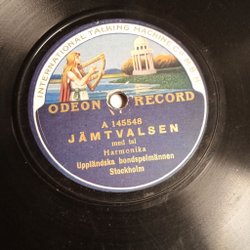 INTERNATIONAL TALKING MACHINE CO.
ODEON RECORD
A 145548
JÄMTVALSEN
med tal
Harmonika
Uppländska bondspelmännen
Stockholm